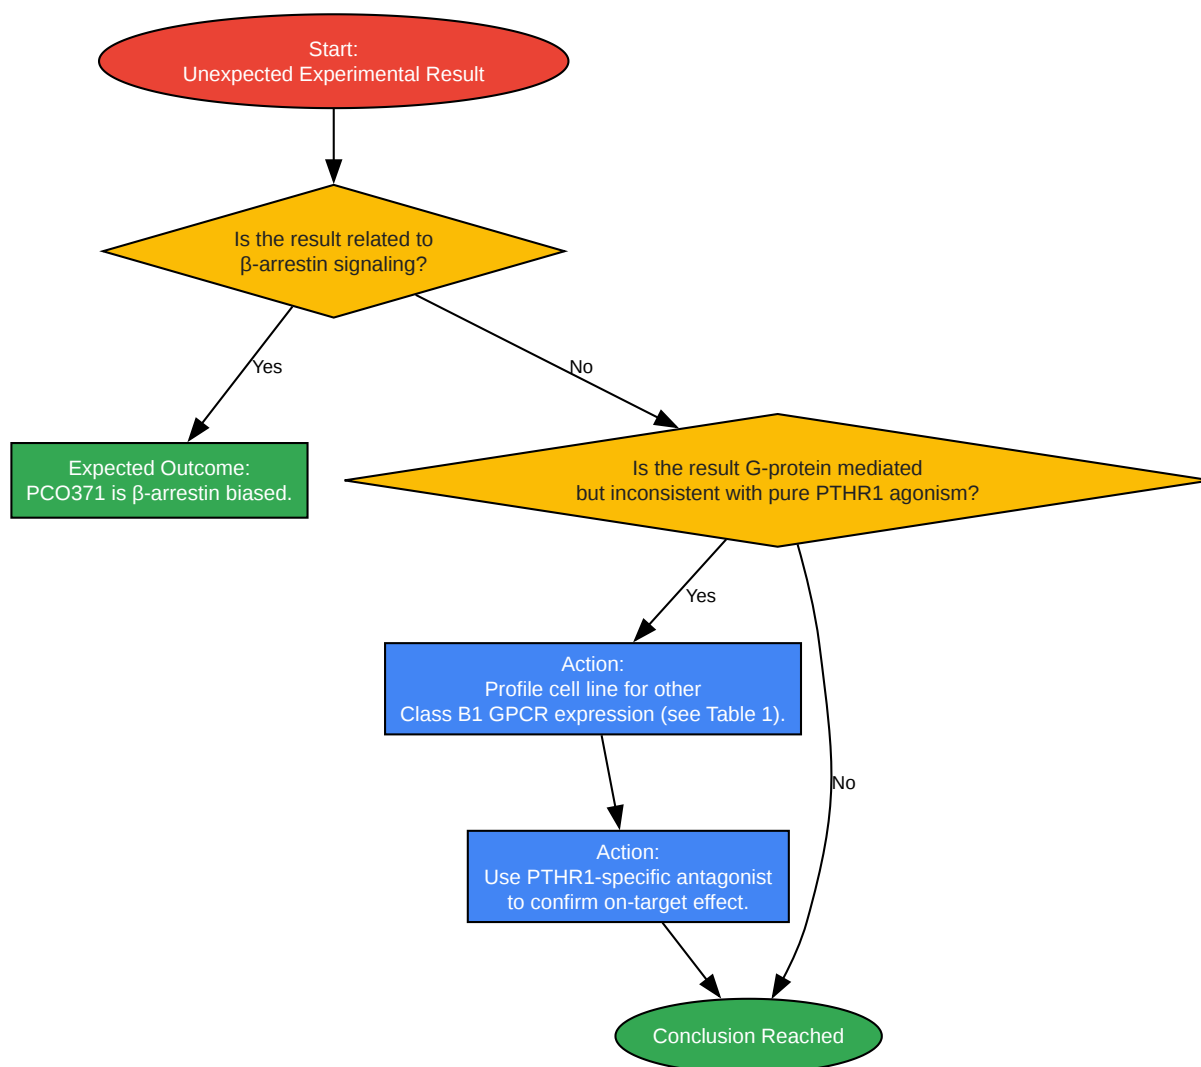 Start:
Unexpected Experimental Result
Is the result related to
β-arrestin signaling?
Yes
No
Expected Outcome:
PCO371 is β-arrestin biased.
Is the result G-protein mediated
but inconsistent with pure PTHR1 agonism?
Yes
Action:
Profile cell line for other
Class B1 GPCR expression (see Table 1).
No
Action:
Use PTHR1-specific antagonist
to confirm on-target effect.
Conclusion Reached